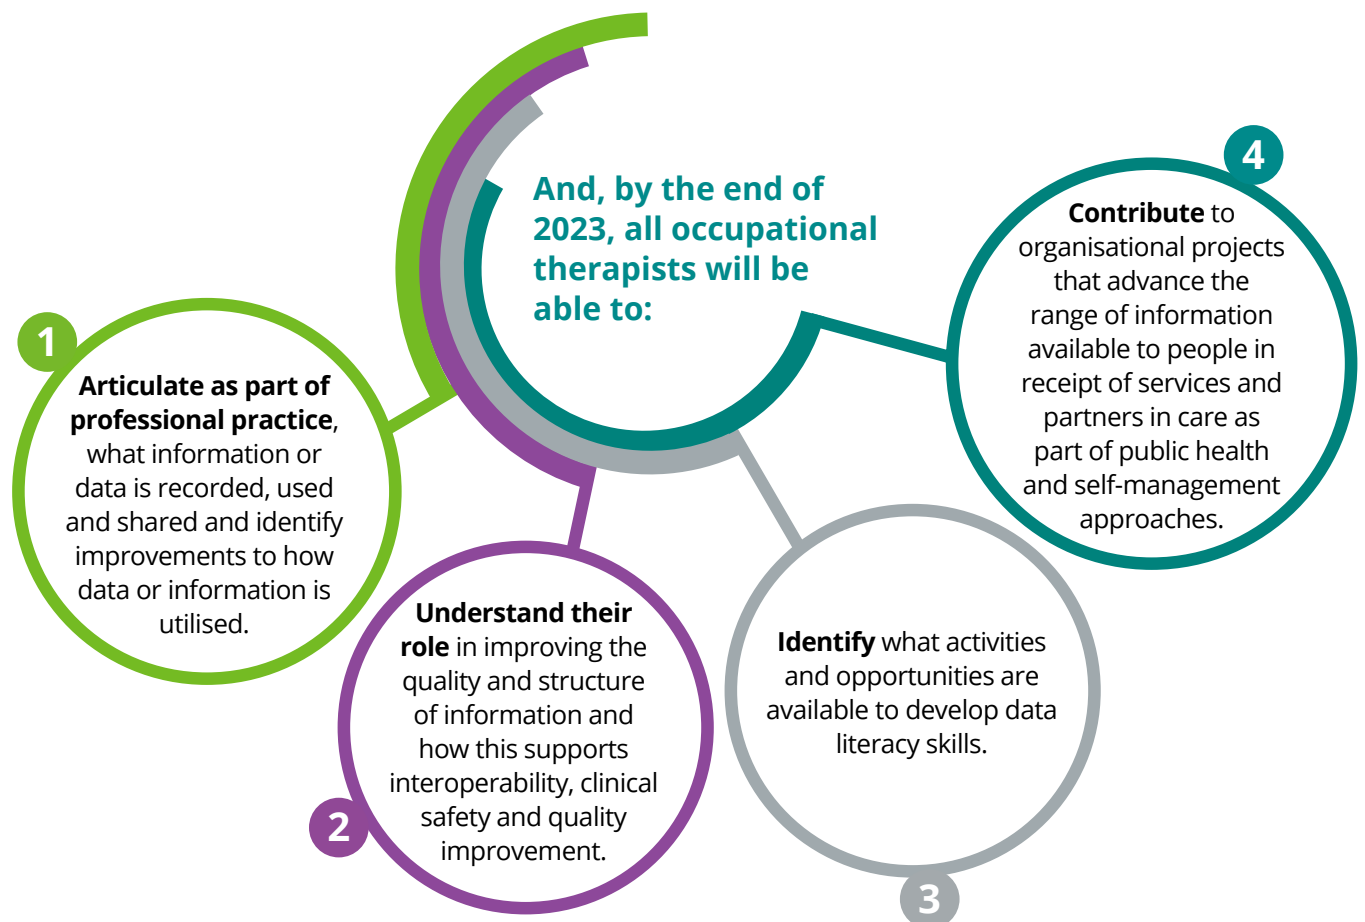 And, by the end of
2023, all occupational
therapists will be
able to:
1
Articulate as part of
professional practice,
what information or
data is recorded, used
and shared and identify
improvements to how
data or information is
utilised.
2
Understand their
role in improving the
quality and structure
of information and
how this supports
interoperability, clinical
safety and quality
improvement.
3
Identify what activities
and opportunities are
available to develop data
literacy skills.
4
Contribute to
organisational projects
that advance the
range of information
available to people in
receipt of services and
partners in care as
part of public health
and self-management
approaches.